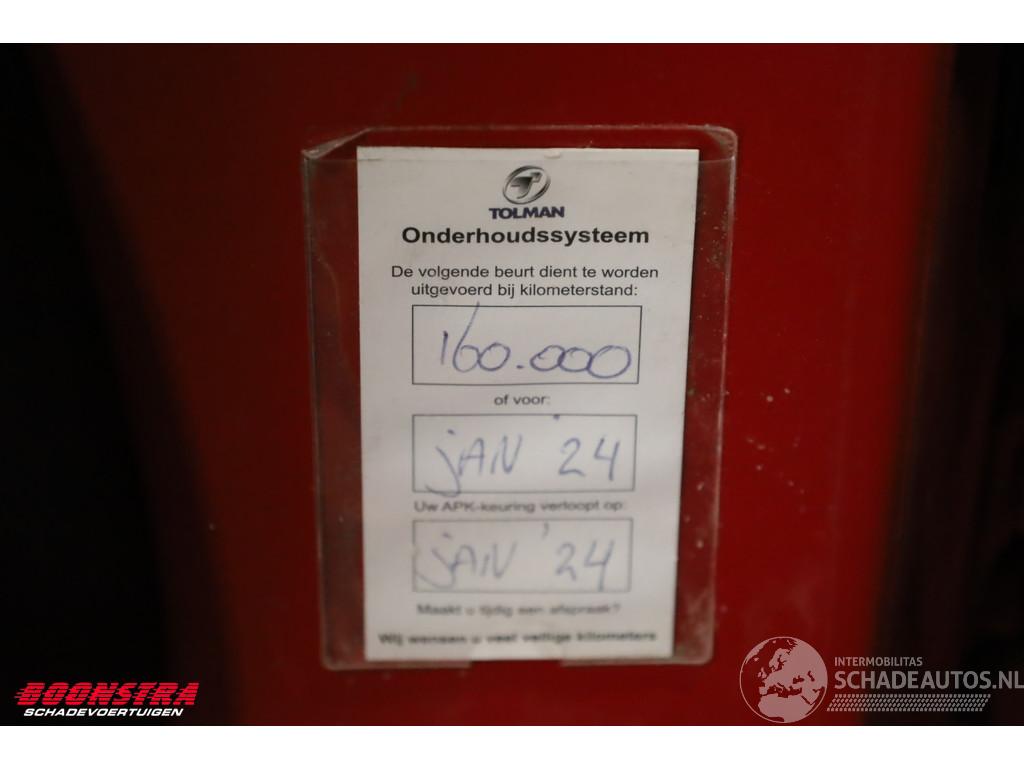 TOLMAN
Onderhoudssysteem
De volgende beurt dient te worden
uitgevoerd bij kilometerstand:
160.000
of voor:
jAN '24
Uw APK-keuring verloopt op:
jAN '24
Maakt u tijdig een afspraak?
Wij wensen u veel veilige kilometers
BOONSTRA
SCHADEVOERTUIGEN
INTERMOBILITAS
SCHADEAUTOS.NL